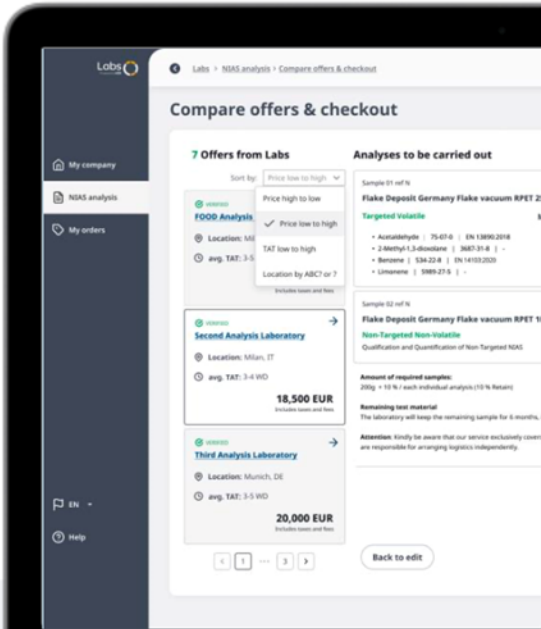 Labs
Labs > NIAS analysis > Compare offers & checkout
Compare offers & checkout
My company
NIAS analysis
My orders
EN
Help
7 Offers from Labs
Sort by: Price low to high
Price high to low
Price low to high
TAT low to high
Location by ABC? or ?
VERIFIED
FOOD Analysis
Location:
avg. TAT: 3-5
Includes taxes and fees
VERIFIED
Second Analysis Laboratory
Location: Milan, IT
avg. TAT: 3-4 WD
18,500 EUR
Includes taxes and fees
VERIFIED
Third Analysis Laboratory
Location: Munich, DE
avg. TAT: 3-5 WD
20,000 EUR
Includes taxes and fees
< 1 ... 3 >
Analyses to be carried out
Sample 01 ref N
Flake Deposit Germany Flake vacuum RPET
Targeted Volatile
• Acetaldehyde | 75-07-0 | EN 13890:2018
• 2-Methyl-1,3-dioxolane | 3687-31-8 | -
• Benzene | 534-22-8 | EN 14103:2020
• Limonene | 5989-27-5 | -
Sample 02 ref N
Flake Deposit Germany Flake vacuum RPET
Non-Targeted Non-Volatile
Qualification and Quantification of Non-Targeted NIAS
Amount of required samples:
200g + 10 % / each individual analysis (10 % Retain)
Remaining test material
The laboratory will keep the remaining sample for 6 months,
Attention: Kindly be aware that our service exclusively
are responsible for arranging logistics independently.
Back to edit